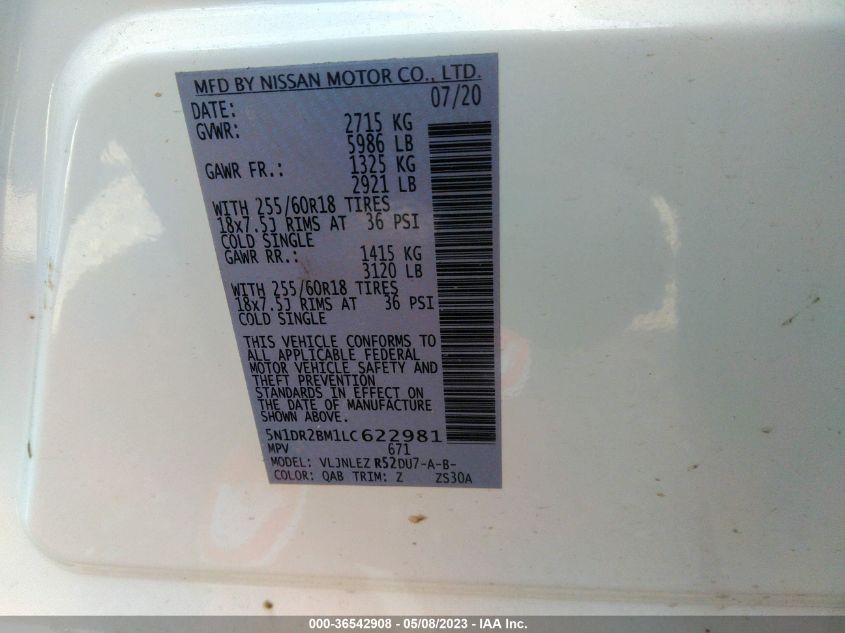 MFD BY NISSAN MOTOR CO., LTD.
DATE: 07/20
GVWR: 2715 KG
5986 LB
GAWR FR.: 1325 KG
2921 LB
WITH 255/60R18 TIRES
18x7.5J RIMS AT 36 PSI
COLD SINGLE
GAWR RR.: 1415 KG
3120 LB
WITH 255/60R18 TIRES
18x7.5J RIMS AT 36 PSI
COLD SINGLE
THIS VEHICLE CONFORMS TO
ALL APPLICABLE FEDERAL
MOTOR VEHICLE SAFETY AND
THEFT PREVENTION
STANDARDS IN EFFECT ON
THE DATE OF MANUFACTURE
SHOWN ABOVE.
5N1DR2BM1LC622981
MPV 671
MODEL: VLJNLEZ R52DU7-A-B-
COLOR: QAB TRIM: Z ZS30A
000-36542908 - 05/08/2023 - IAA Inc.